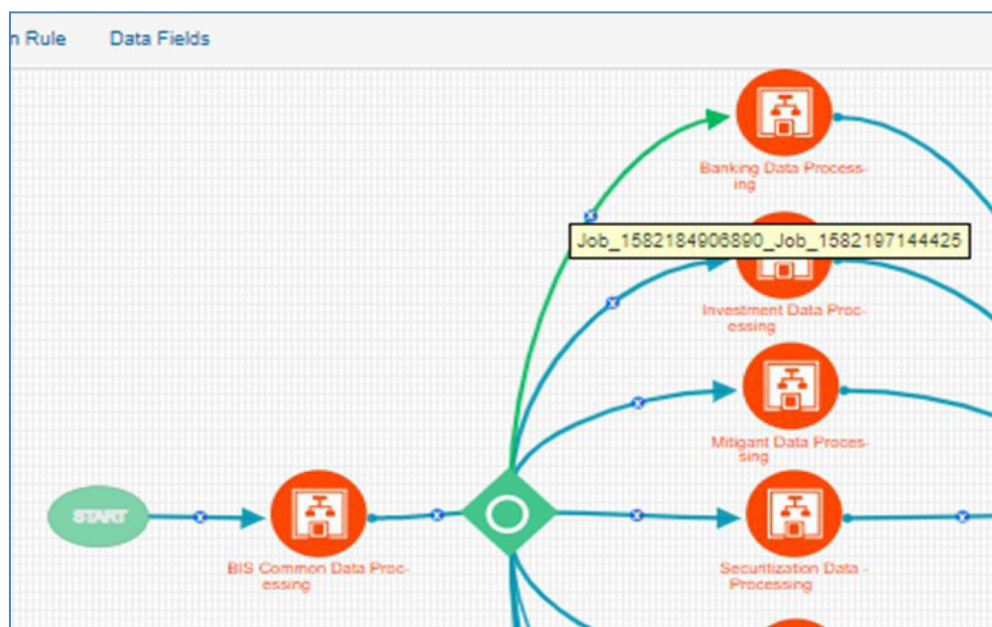 n Rule Data Fields
Banking Data Process-
ing
Job_1582184906890_Job_1582197144425
Investment Data Proc-
essing
Mitigant Data Proces-
sing
START
BIS Common Data Proc-
essing
Securitization Data -
Processing